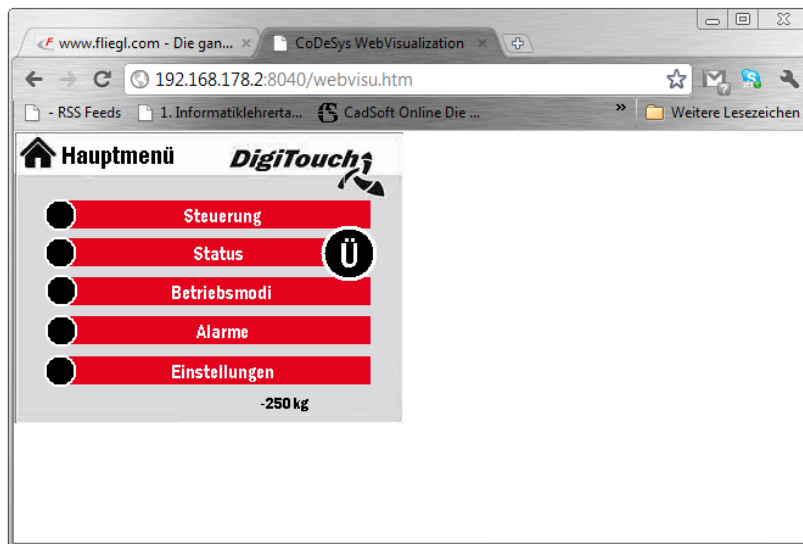 www.fliegl.com - Die gan...
CoDeSys WebVisualization
192.168.178.2:8040/webvisu.htm
- RSS Feeds
1. Informatiklehrerta...
CadSoft Online Die ...
»
Weitere Lesezeichen
Hauptmenü
DigiTouch
Steuerung
Status
Ü
Betriebsmodi
Alarme
Einstellungen
-250 kg